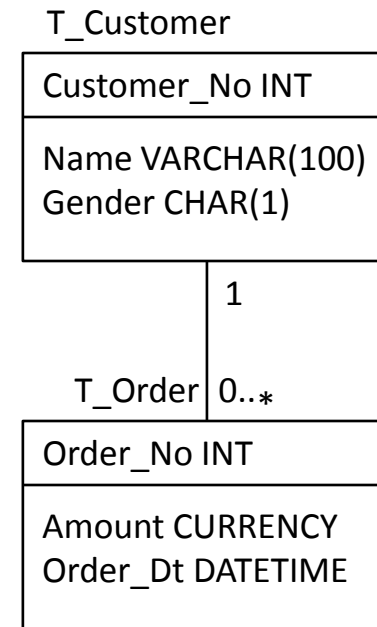 T_Customer
Customer_No INT
Name VARCHAR(100)
Gender CHAR(1)
1
T_Order 0..*
Order_No INT
Amount CURRENCY
Order_Dt DATETIME